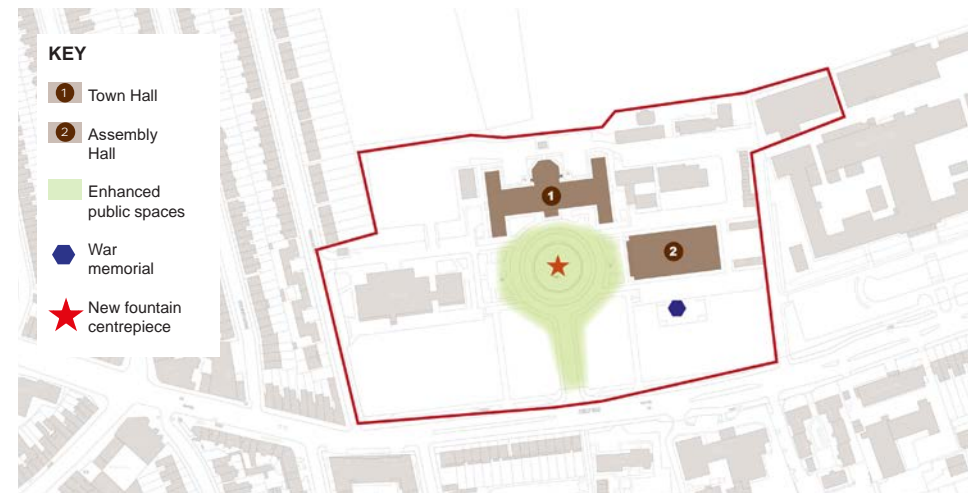 KEY
1 Town Hall
2 Assembly
Hall
Enhanced
public spaces
War
memorial
New fountain
centrepiece
1
2